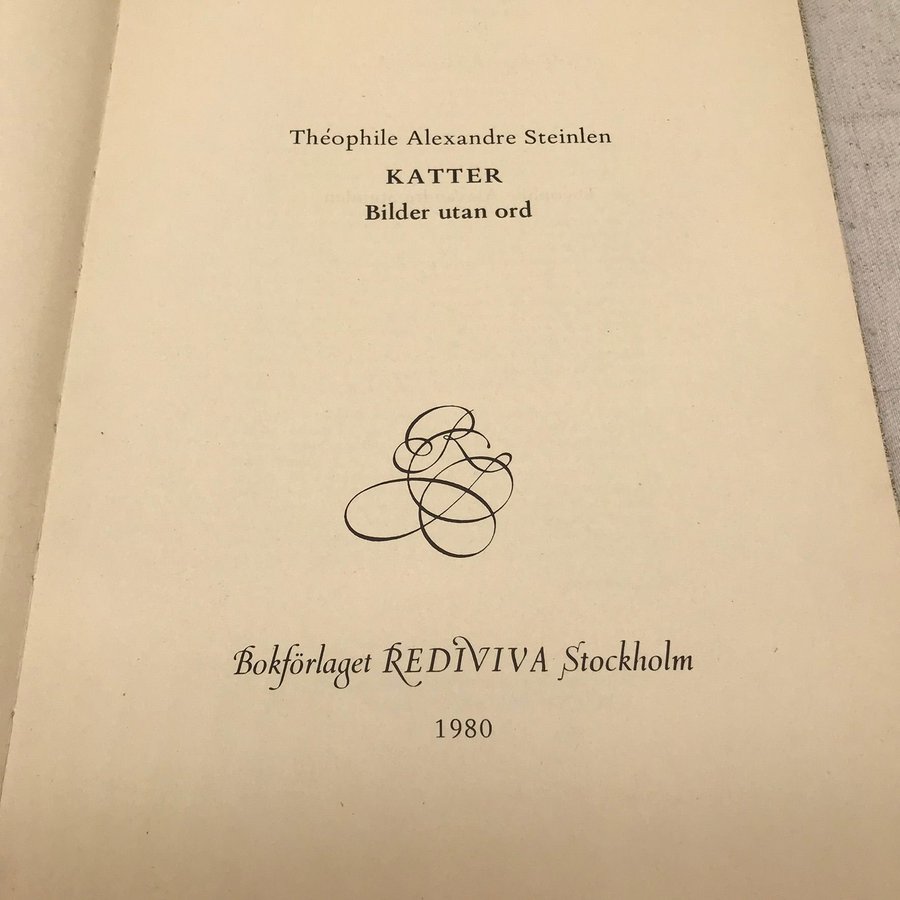 Théophile Alexandre Steinlen
KATTER
Bilder utan ord
Bokförlaget REDIVIVA Stockholm
1980